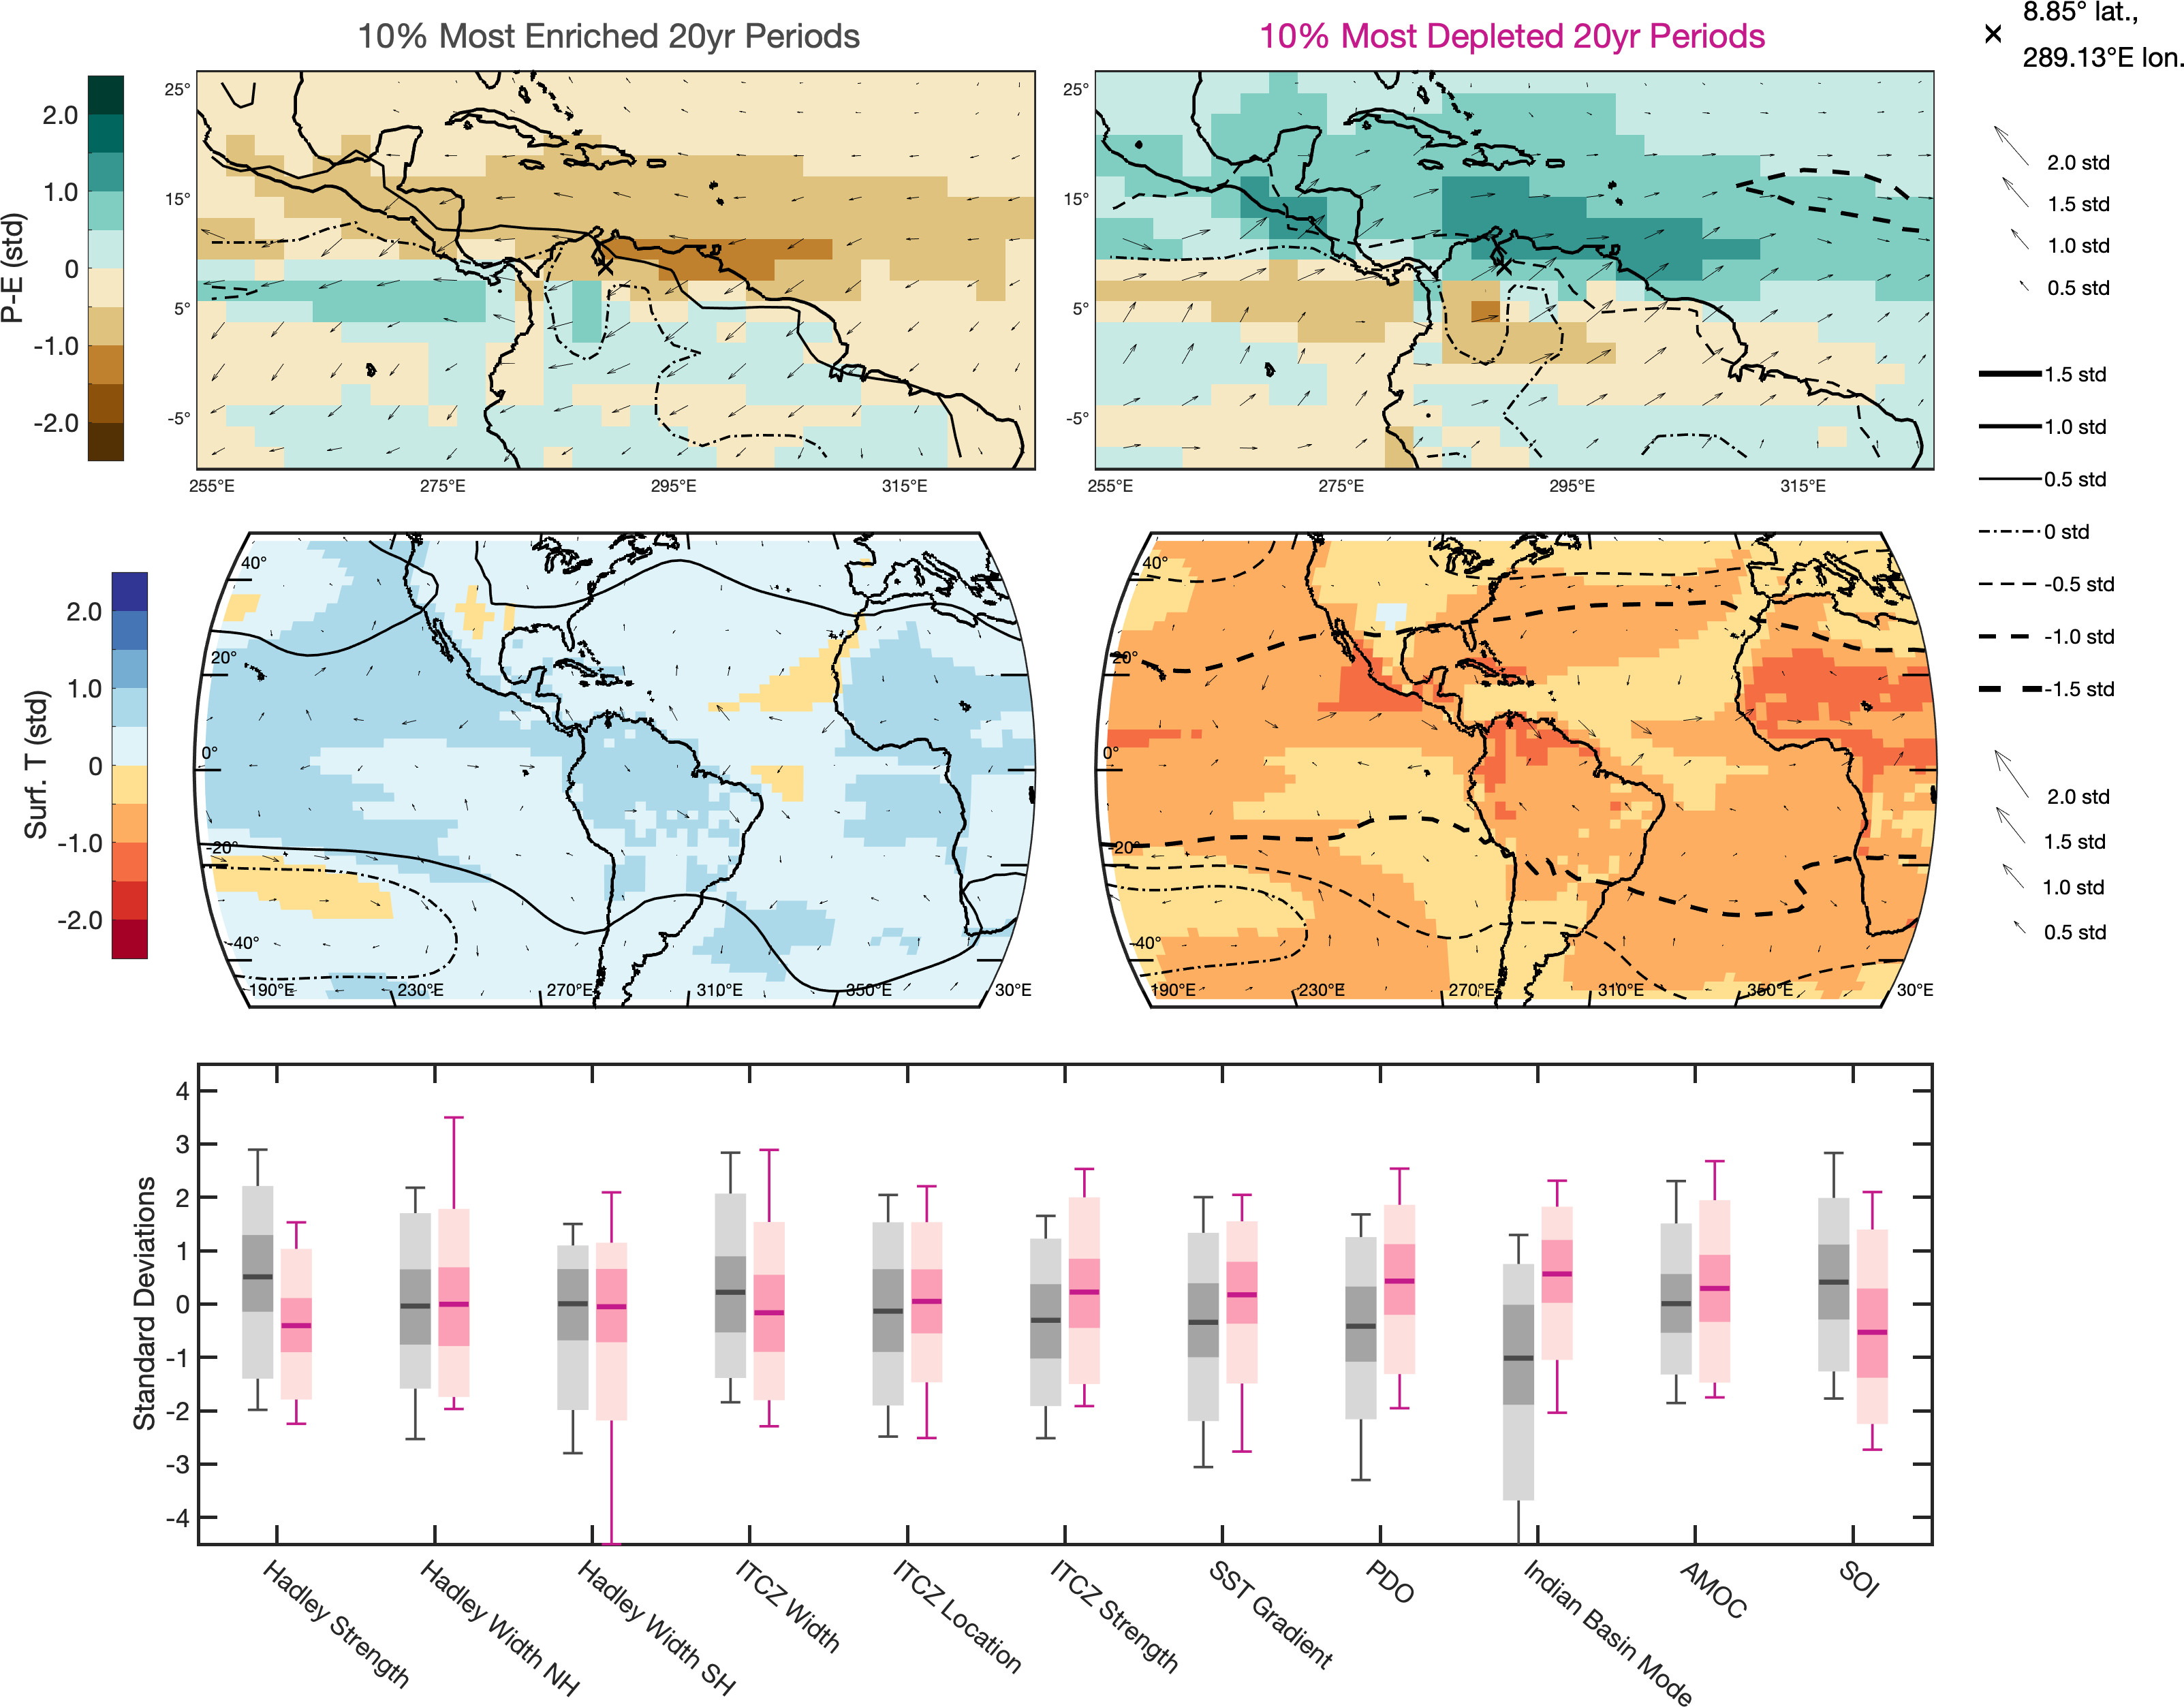 10% Most Enriched 20yr Periods
10% Most Depleted 20yr Periods
8.85° lat.,
289.13°E lon.
P-E (std)
2.0
1.0
0
-1.0
-2.0
25°
15°
5°
-5°
255°E
275°E
295°E
315°E
25°
15°
5°
-5°
255°E
275°E
295°E
315°E
2.0 std
1.5 std
1.0 std
0.5 std
1.5 std
1.0 std
0.5 std
0 std
-0.5 std
-1.0 std
-1.5 std
Surf. T (std)
2.0
1.0
0
-1.0
-2.0
40°
20°
0°
-20°
-40°
190°E
230°E
270°E
310°E
350°E
30°E
40°
20°
0°
-20°
-40°
190°E
230°E
270°E
310°E
350°E
30°E
2.0 std
1.5 std
1.0 std
0.5 std
Standard Deviations
4
3
2
1
0
-1
-2
-3
-4
Hadley Strength
Hadley Width NH
Hadley Width SH
ITCZ Width
ITCZ Location
ITCZ Strength
SST Gradient
PDO
Indian Basin Mode
AMOC
SOI